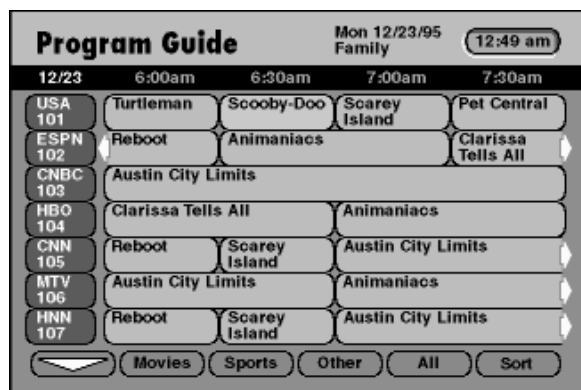 Program Guide
Mon 12/23/95
Family
12:49 am
12/23 6:00am 6:30am 7:00am 7:30am
USA
101
Turtleman
Scooby-Doo
Scarey
Island
Pet Central
ESPN
102
Reboot
Animaniacs
Clarissa
Tells All
CNBC
103
Austin City Limits
HBO
104
Clarissa Tells All
Animaniacs
CNN
105
Reboot
Scarey
Island
Austin City Limits
MTV
106
Austin City Limits
Animaniacs
HNN
107
Reboot
Scarey
Island
Austin City Limits
Movies Sports Other All Sort